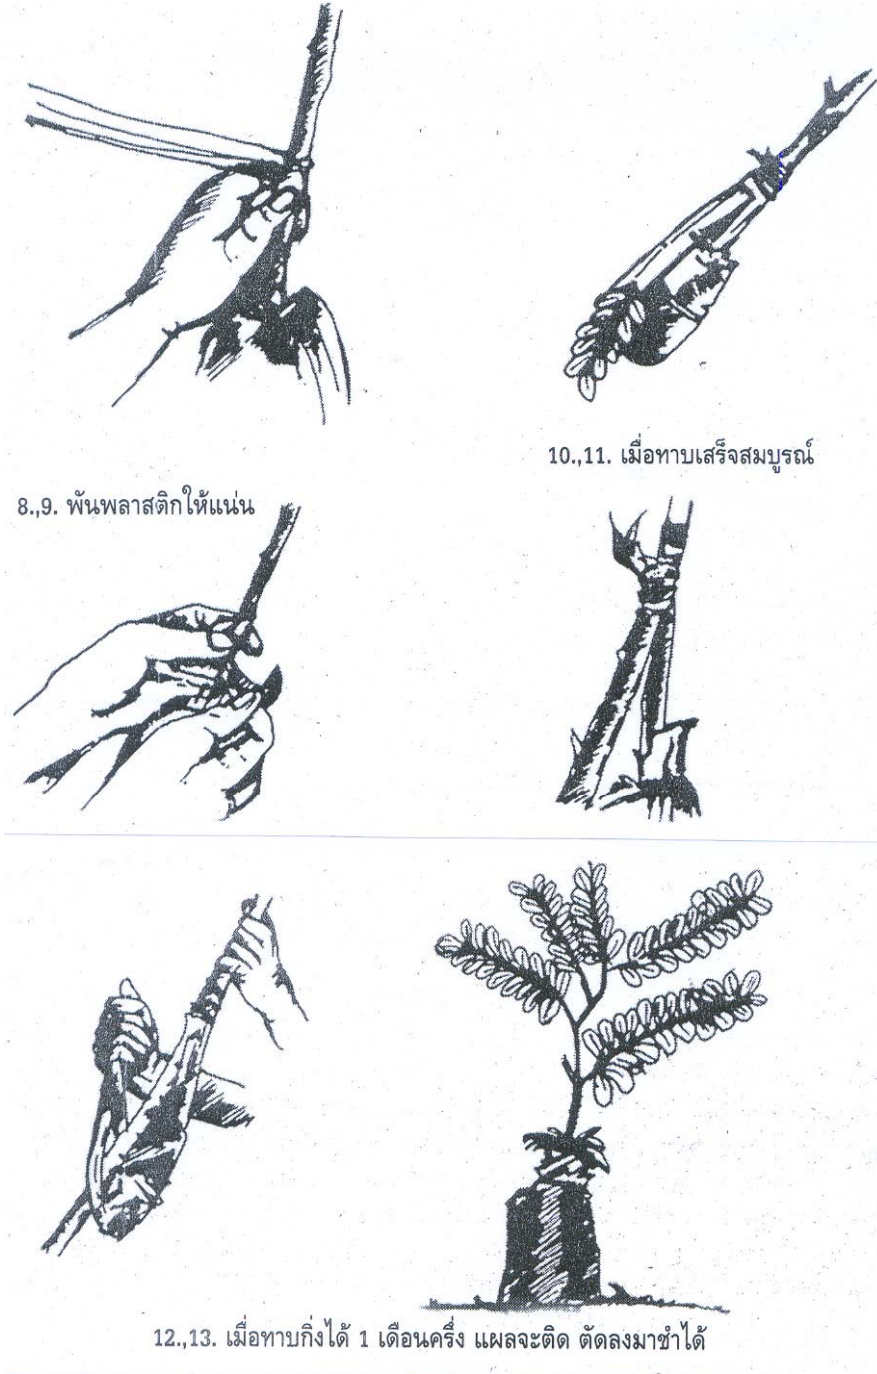 10.,11. เมื่อทาบเสร็จสมบูรณ์
8.,9. พันพลาสติกให้แน่น
12.,13. เมื่อทาบกิ่งได้ 1 เดือนครึ่ง แผลจะติด ตัดลงมาชำได้